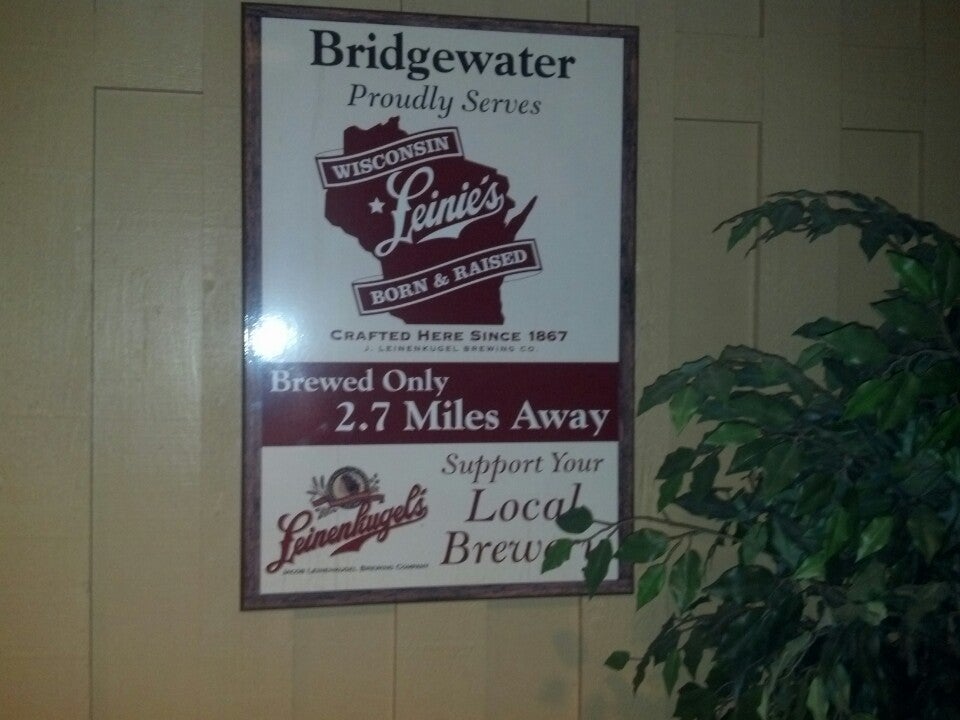 Bridgewater
Proudly Serves
WISCONSIN
Leinie's
BORN & RAISED
CRAFTED HERE SINCE 1867
J. LEINENKUGEL BREWING CO.
Brewed Only
2.7 Miles Away
Leinenkugel's
JACOB LEINENKUGEL BREWING COMPANY
Support Your
Local